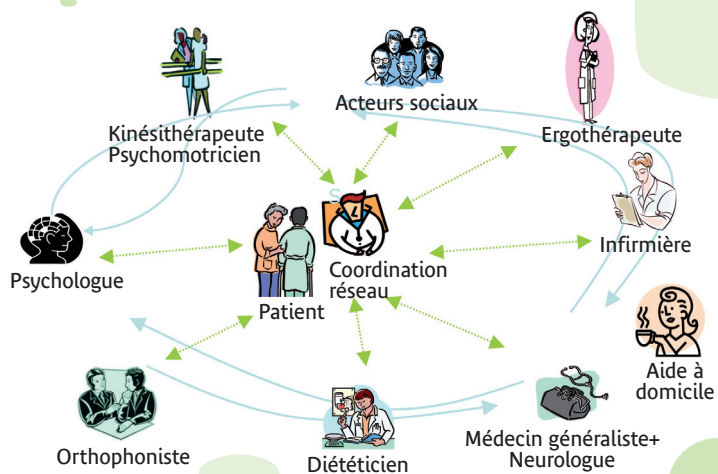 Acteurs sociaux
Kinésithérapeute
Psychomotricien
Ergothérapeute
S
Infirmière
Psychologue
Coordination
réseau
Patient
Aide à
domicile
Orthophoniste
Diététicien
Médecin généraliste+
Neurologue